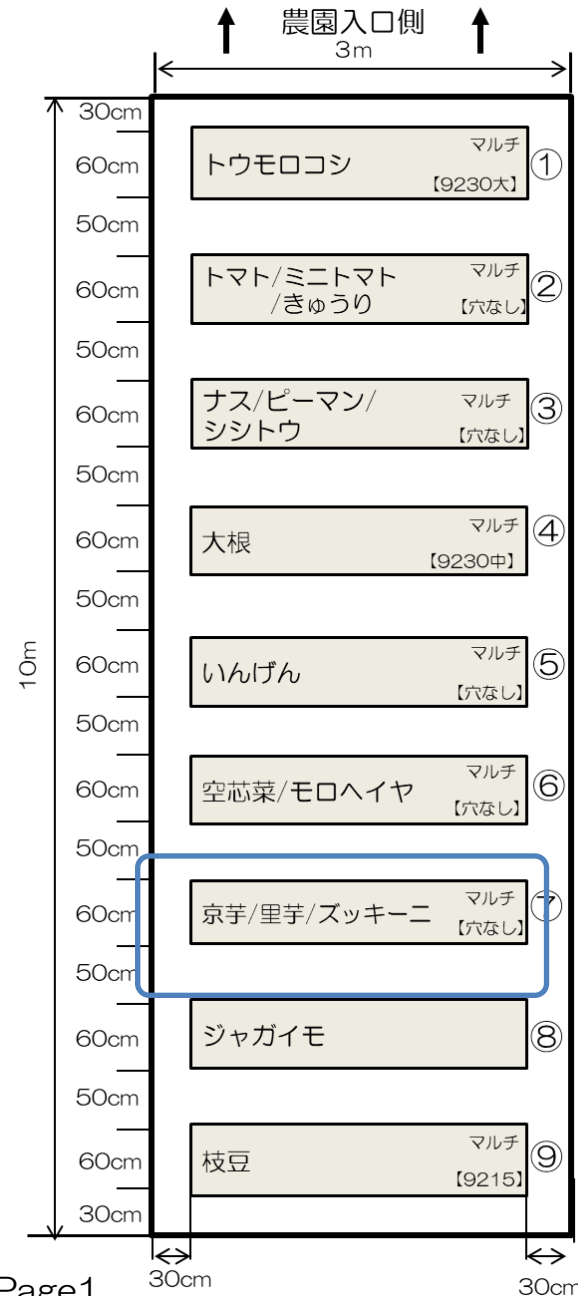 農園入口側
3m
30cm
60cm
トウモロコシ
マルチ
【9230大】
①
50cm
60cm
トマト/ミニトマト
/きゅうり
マルチ
【穴なし】
②
50cm
60cm
ナス/ピーマン/
シシトウ
マルチ
【穴なし】
③
50cm
60cm
大根
マルチ
【9230中】
④
50cm
10m
60cm
いんげん
マルチ
【穴なし】
⑤
50cm
60cm
空芯菜/モロヘイヤ
マルチ
【穴なし】
⑥
50cm
60cm
京芋/里芋/ズッキーニ
マルチ
【穴なし】
⑦
50cm
60cm
ジャガイモ
⑧
50cm
60cm
枝豆
マルチ
【9215】
⑨
30cm
30cm
30cm
Page1